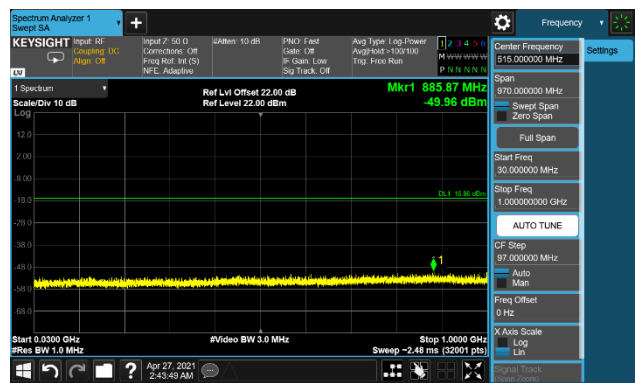 Spectrum Analyzer 1
Swept SA
+
Frequency
KEYSIGHT
Input: RF
Coupling: DC
Align: Off
Input Z: 50 Ω
Corrections: Off
Freq Ref: Int (S)
NFE: Adaptive
#Atten: 10 dB
PNO: Fast
Gate: Off
IF Gain: Low
Sig Track: Off
Avg Type: Log-Power
Avg|Hold:>100/100
Trig: Free Run
1 2 3 4 5 6
M W W W W W
P N N N N N
LXI
Center Frequency
515.000000 MHz
Settings
1 Spectrum
Scale/Div 10 dB
Log
Ref Lvl Offset 22.00 dB
Ref Level 22.00 dBm
Mkr1 885.87 MHz
-49.96 dBm
Span
970.000000 MHz
Swept Span
Zero Span
Full Span
Start Freq
30.000000 MHz
Stop Freq
1.000000000 GHz
AUTO TUNE
CF Step
97.000000 MHz
Auto
Man
Freq Offset
0 Hz
X Axis Scale
Log
Lin
Signal Track
(Span Zoom)
12.0
2.00
-8.00
-18.0
-28.0
-38.0
-48.0
-58.0
-68.0
1
Start 0.0300 GHz
#Res BW 1.0 MHz
#Video BW 3.0 MHz
Stop 1.0000 GHz
Sweep ~2.48 ms (32001 pts)
?
Apr 27, 2021
2:43:49 AM